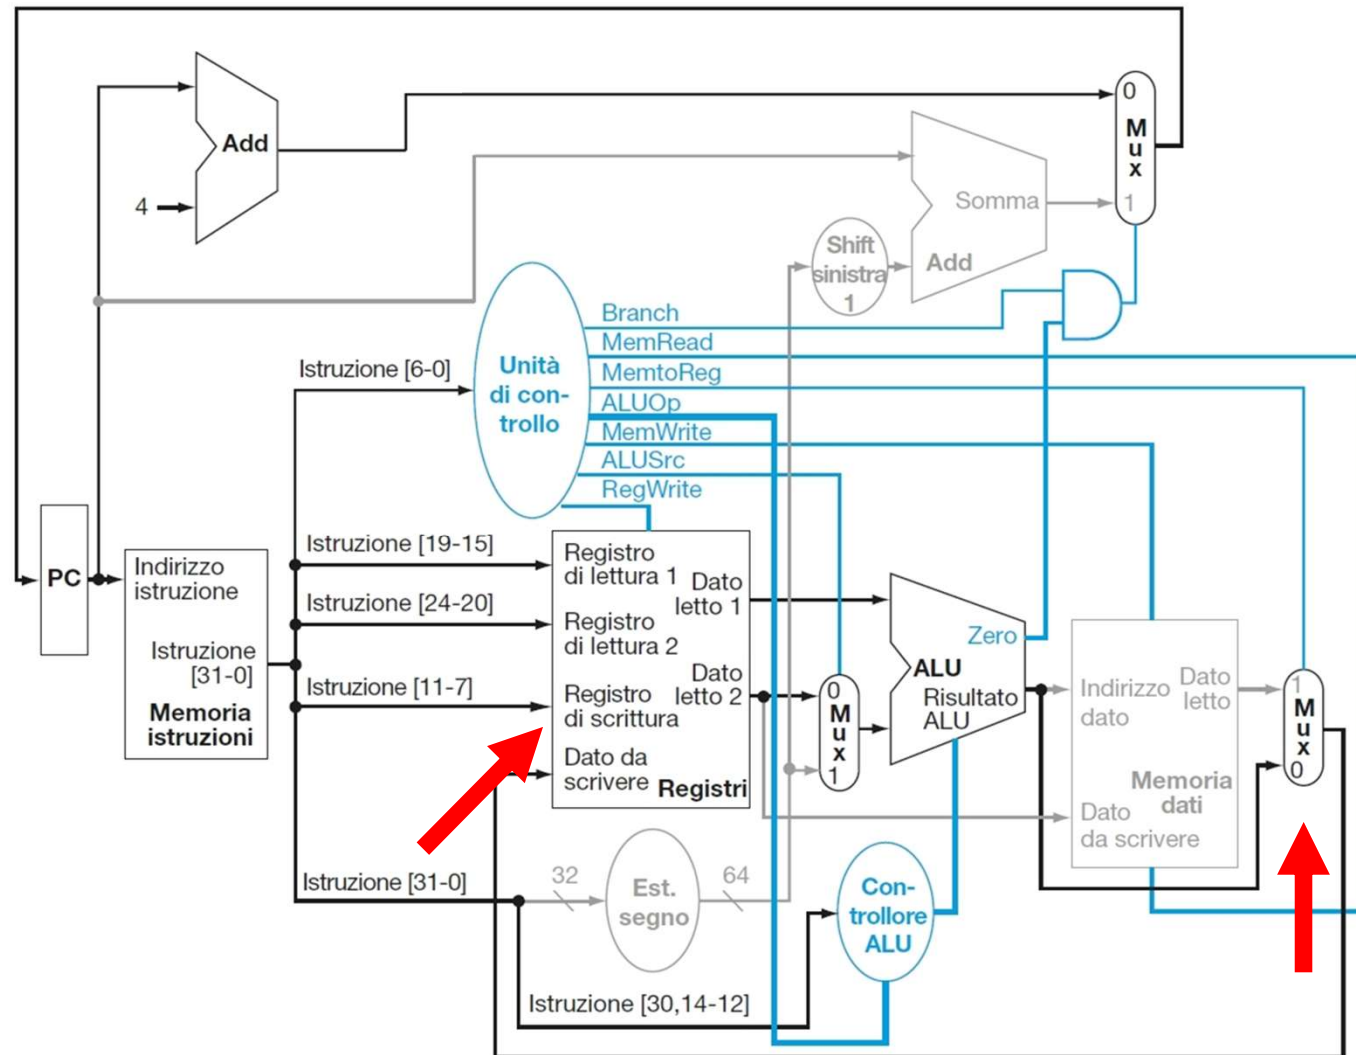 0
M
u
x
1
Add
4
Somma
Add
Shift
sinistra
1
Branch
MemRead
MemtoReg
ALUOp
MemWrite
ALUSrc
RegWrite
Unità
di con-
trollo
Istruzione [6-0]
PC
Indirizzo
istruzione
Istruzione
[31-0]
Memoria
istruzioni
Istruzione [19-15]
Istruzione [24-20]
Istruzione [11-7]
Istruzione [31-0]
Registro
di lettura 1
Registro
di lettura 2
Registro
di scrittura
Dato da
scrivere
Registri
Dato
letto 1
Dato
letto 2
0
M
u
x
1
Zero
ALU
Risultato
ALU
Indirizzo
dato
Dato
letto
Memoria
dati
Dato
da scrivere
1
M
u
x
0
32
Est.
segno
64
Con-
trollore
ALU
Istruzione [30,14-12]